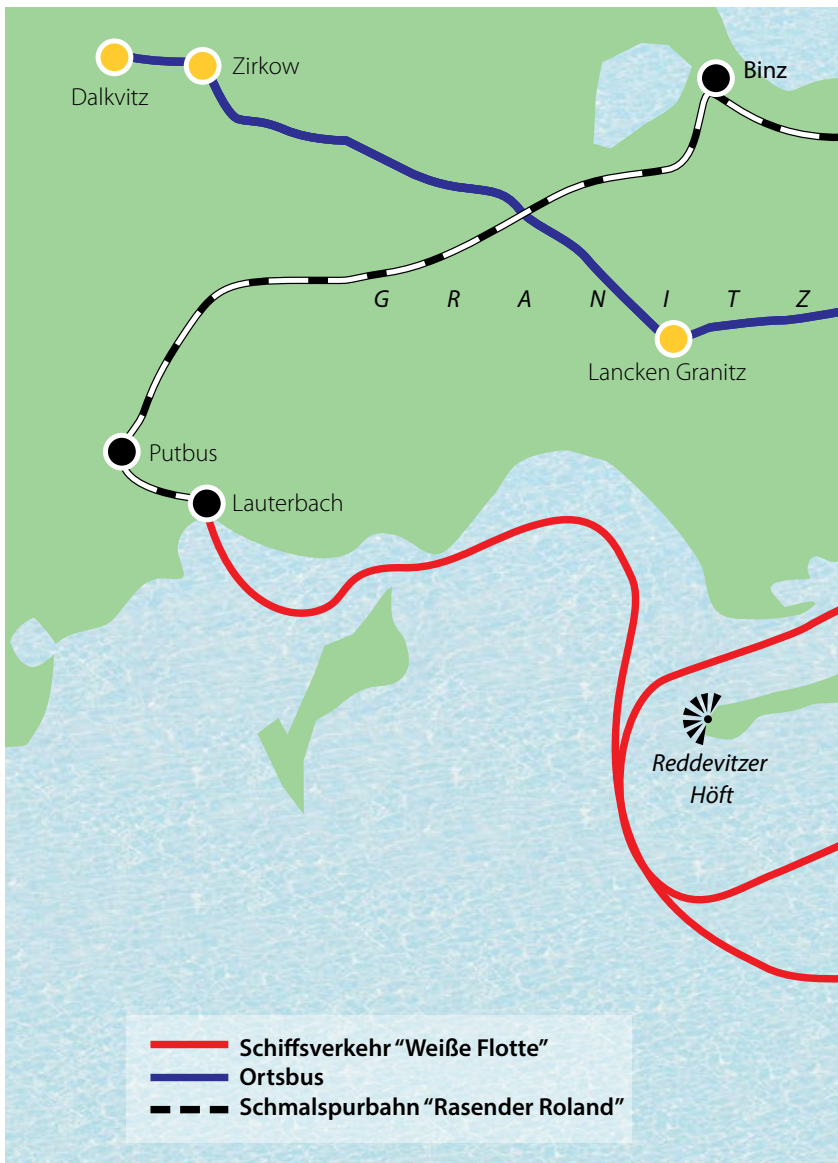 Binz
Zirkow
Dalkvitz
G R A N I T Z
Lancken Granitz
Putbus
Lauterbach
Reddevitzer
Höft
Schiffsverkehr “Weiße Flotte”
Ortsbus
Schmalspurbahn “Rasender Roland”